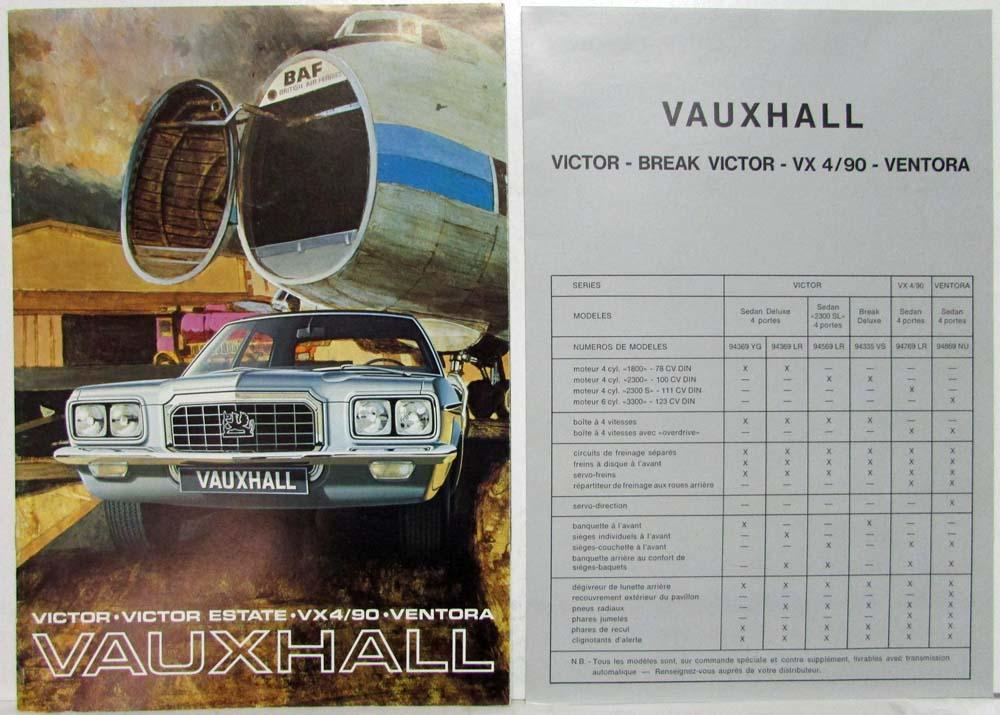 BAF
BRITISH AIR FERRIES
VAUXHALL
VICTOR • VICTOR ESTATE • VX4/90 • VENTORA
VAUXHALL
VAUXHALL
VICTOR - BREAK VICTOR - VX 4/90 - VENTORA
SERIES VICTOR VX 4/90 VENTORA
MODELES Sedan Deluxe 4 portes Sedan «2300 SL» 4 portes Break Deluxe Sedan 4 portes Sedan 4 portes
NUMEROS DE MODELES 94369 YG 94369 LR 94569 LR 94335 VS 94769 LR 94869 NU
moteur 4 cyl. «1800» - 78 CV DIN X X — — — —
moteur 4 cyl. «2300» - 100 CV DIN — — X X — —
moteur 4 cyl. «2300 S» - 111 CV DIN — — — — X —
moteur 6 cyl. «3300» - 123 CV DIN — — — — — X
boîte à 4 vitesses X X X X — —
boîte à 4 vitesses avec «overdrive» — — — — X X
circuits de freinage séparés X X X X X X
freins à disque à l'avant X X X X X X
servo-freins X X X X X X
répartiteur de freinage aux roues arrière — — — — X X
servo-direction — — — — — X
banquette à l'avant X — — X — —
sièges individuels à l'avant — X — — — —
sièges-couchette à l'avant — — X — X X
banquette arrière au confort de
sièges-baquets — X X — X X
dégivreur de lunette arrière X X X X X X
recouvrement extérieur du pavillon — — — — — X
pneus radiaux — X X X X X
phares jumelés — — — — X X
phares de recul X X X X X X
clignotants d'alerte X X X X X X
N.B. - Tous les modèles sont, sur commande spéciale et contre supplément, livrables avec transmission
automatique — Renseignez-vous auprès de votre distributeur.